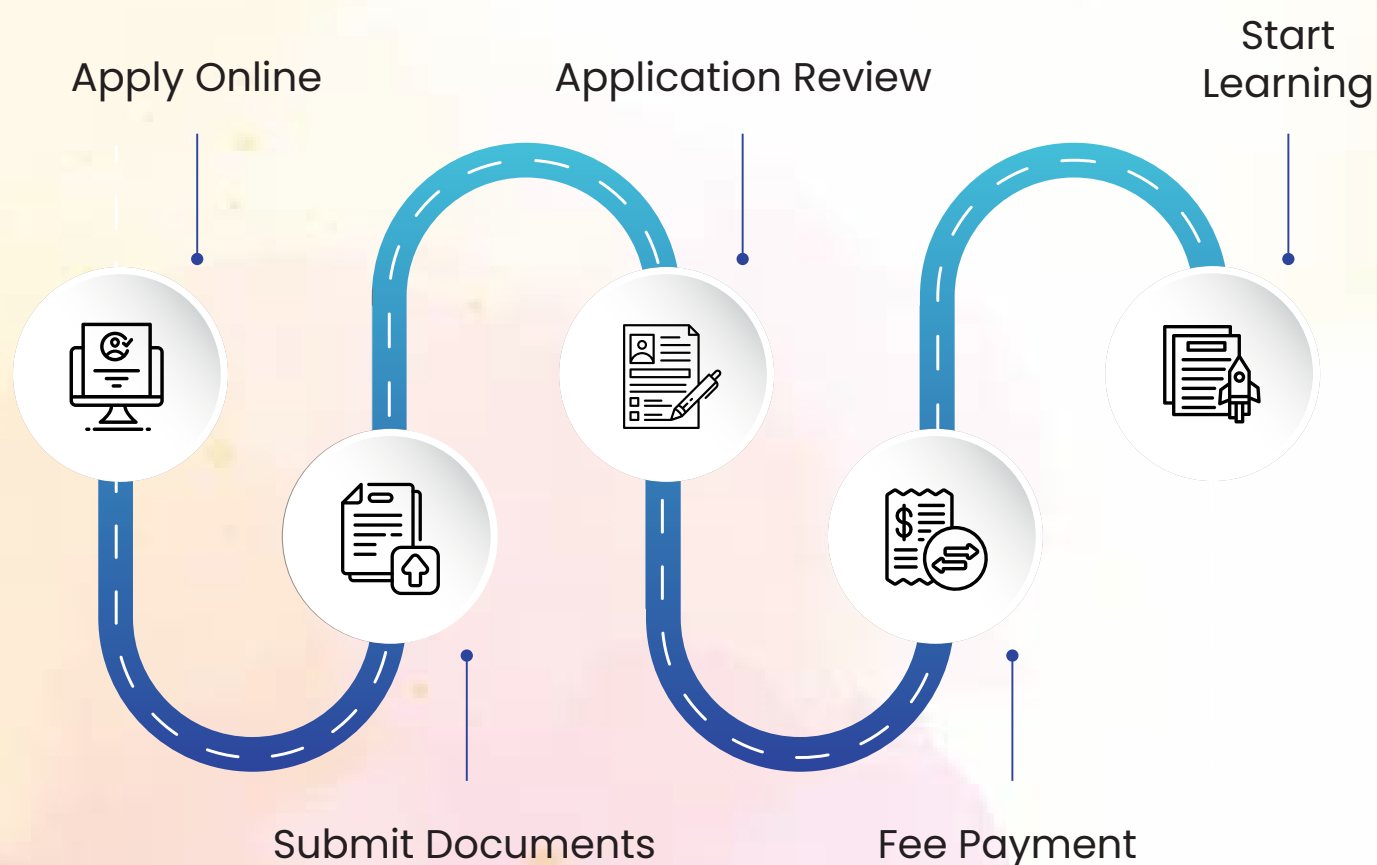 Apply Online
Submit Documents
Application Review
Fee Payment
Start
Learning